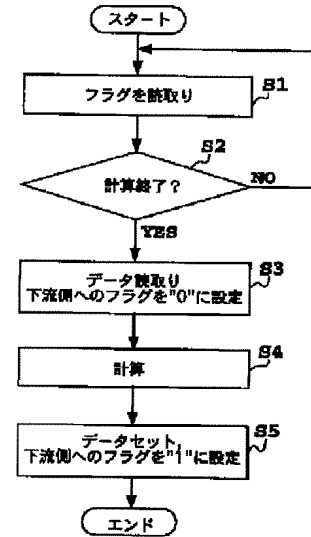 スタート
フラグを読取り
S1
S2
計算終了?
NO
YES
データ読取り
下流側へのフラグを"0"に設定
S3
計算
S4
データセット,
下流側へのフラグを"1"に設定
S5
エンド